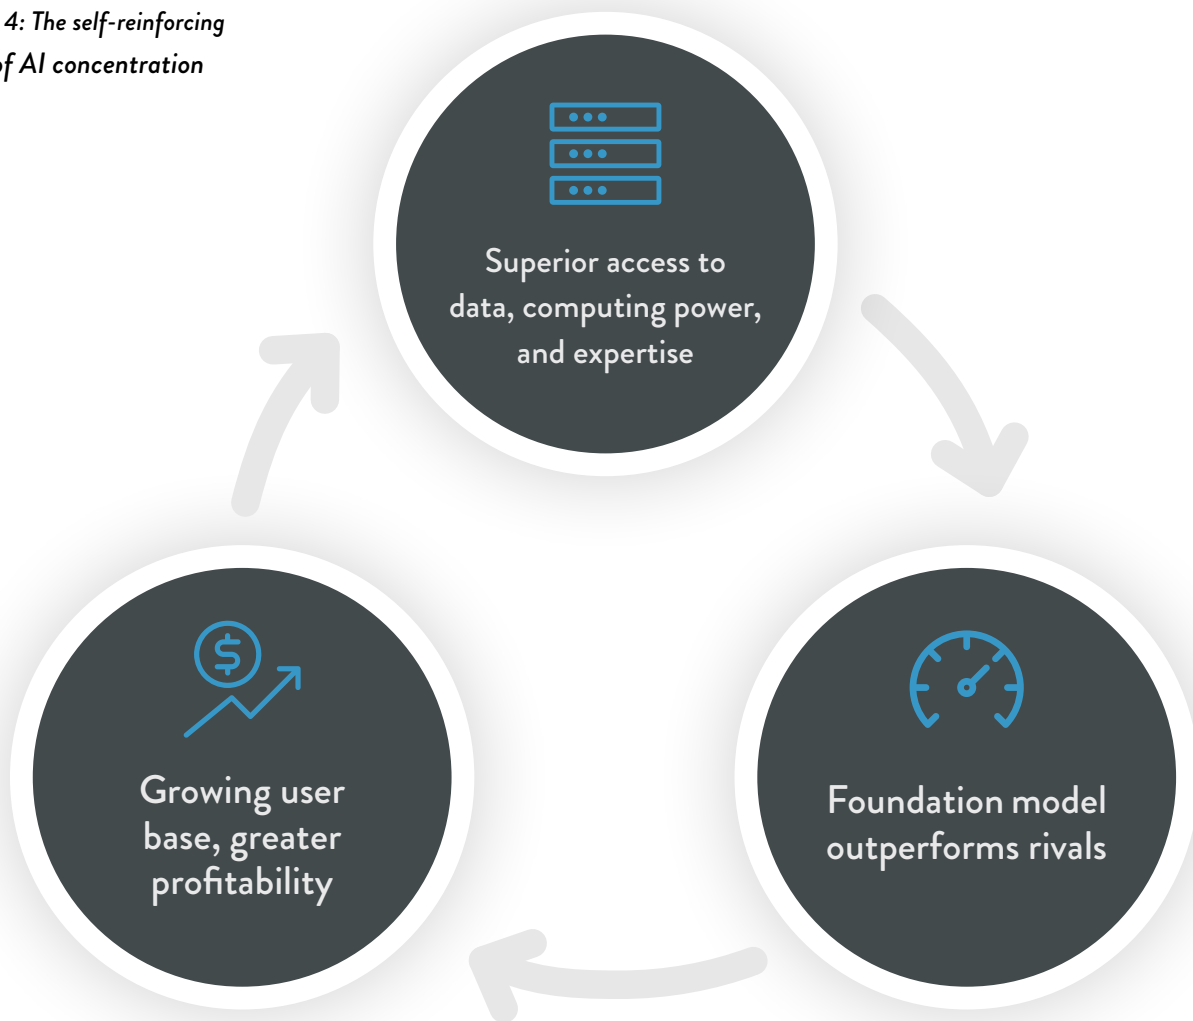 4: The self-reinforcing
of AI concentration
Superior access to
data, computing power,
and expertise
Growing user
base, greater
profitability
Foundation model
outperforms rivals